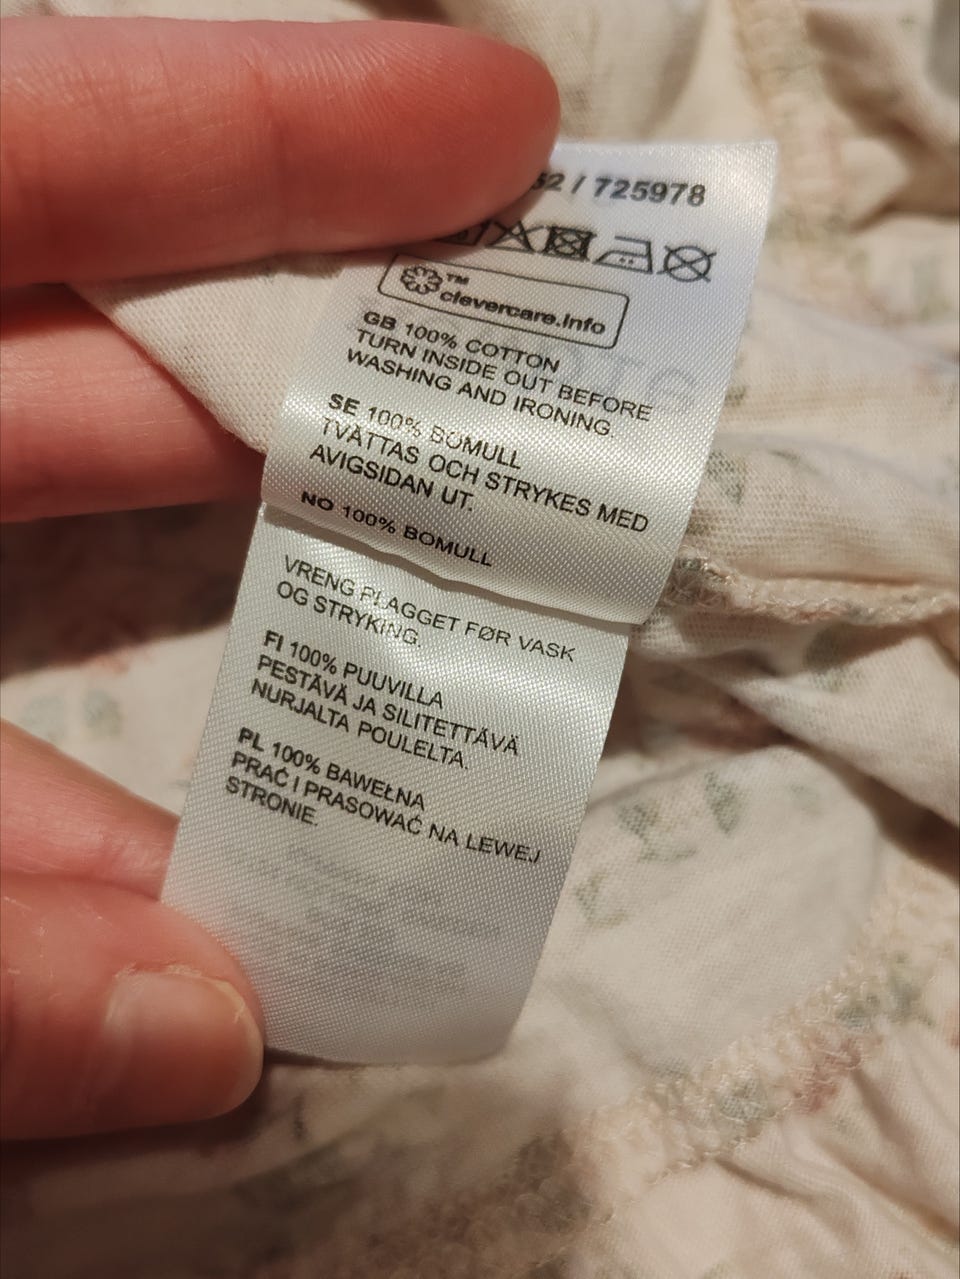 52 / 725978
™
clevercare.info
GB 100% COTTON
TURN INSIDE OUT BEFORE
WASHING AND IRONING.
SE 100% BOMULL
TVÄTTAS OCH STRYKES MED
AVIGSIDAN UT.
NO 100% BOMULL
VRENG PLAGGET FØR VASK
OG STRYKING.
FI 100% PUUVILLA
PESTÄVÄ JA SILITETTÄVÄ
NURJALTA POULELTA.
PL 100% BAWEŁNA
PRAĆ I PRASOWAĆ NA LEWEJ
STRONIE.